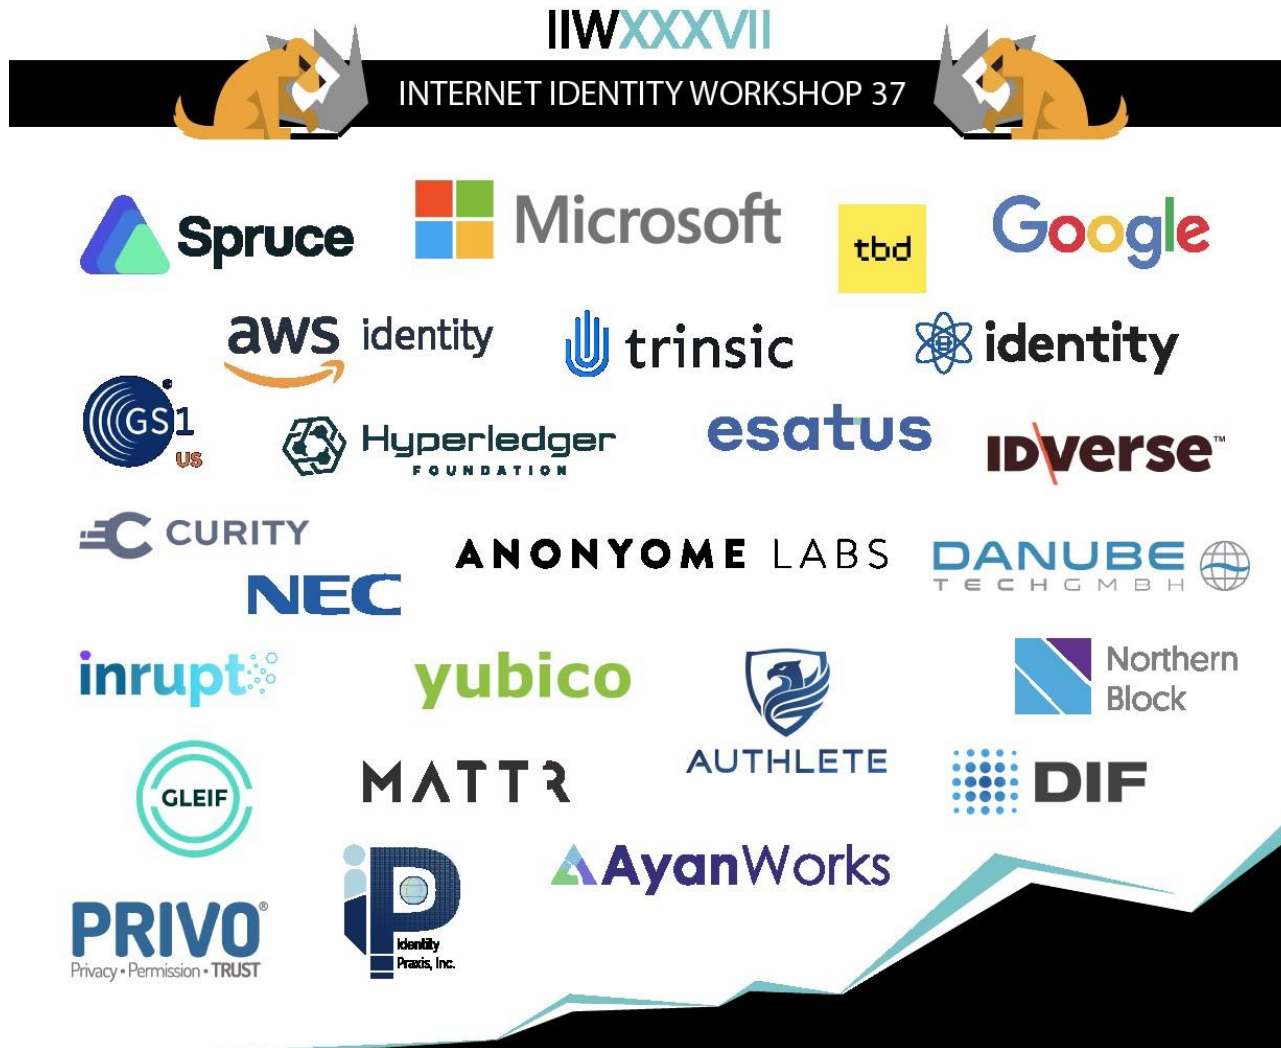 IIWXXXVII
INTERNET IDENTITY WORKSHOP 37
Spruce
Microsoft
tbd
Google
aws identity
trinsic
identity
GS1
US
Hyperledger
FOUNDATION
esatus
IDVerse™
CURITY
NEC
ANONYOME LABS
DANUBE
TECH GMBH
inrupt
yubico
AUTHLETE
Northern
Block
GLEIF
MATTR
DIF
PRIVO®
Privacy • Permission • TRUST
iP
Identity
Praxis, Inc.
AyanWorks